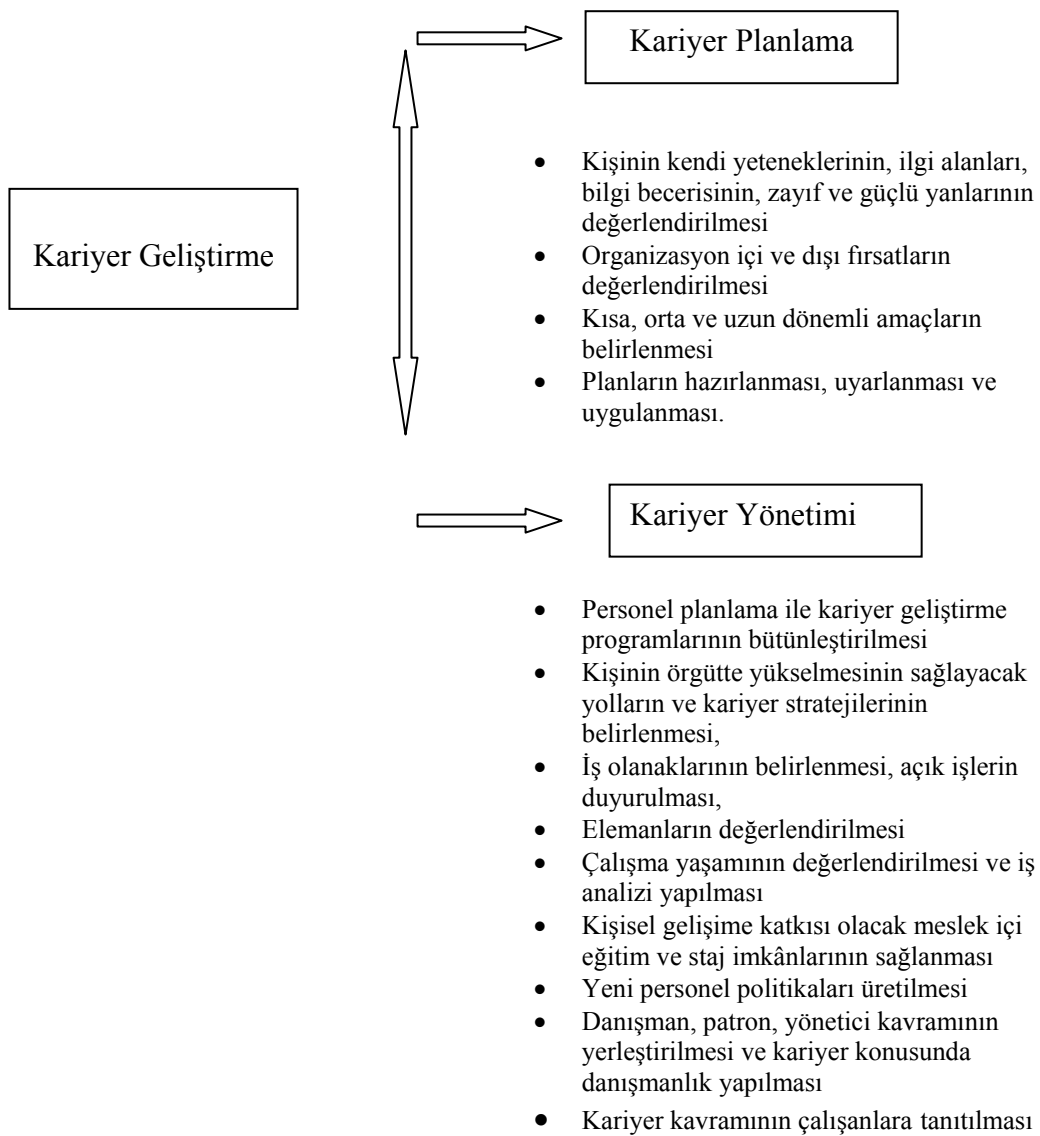 Kariyer Planlama
Kariyer Geliştirme
• Kişinin kendi yeteneklerinin, ilgi alanları,
bilgi becerisinin, zayıf ve güçlü yanlarının
değerlendirilmesi
• Organizasyon içi ve dışı fırsatların
değerlendirilmesi
• Kısa, orta ve uzun dönemli amaçların
belirlenmesi
• Planların hazırlanması, uyarlanması ve
uygulanması.
Kariyer Yönetimi
• Personel planlama ile kariyer geliştirme
programlarının bütünleştirilmesi
• Kişinin örgütte yükselmesinin sağlayacak
yolların ve kariyer stratejilerinin
belirlenmesi,
• İş olanaklarının belirlenmesi, açık işlerin
duyurulması,
• Elemanların değerlendirilmesi
• Çalışma yaşamının değerlendirilmesi ve iş
analizi yapılması
• Kişisel gelişime katkısı olacak meslek içi
eğitim ve staj imkânlarının sağlanması
• Yeni personel politikaları üretilmesi
• Danışman, patron, yönetici kavramının
yerleştirilmesi ve kariyer konusunda
danışmanlık yapılması
• Kariyer kavramının çalışanlara tanıtılması